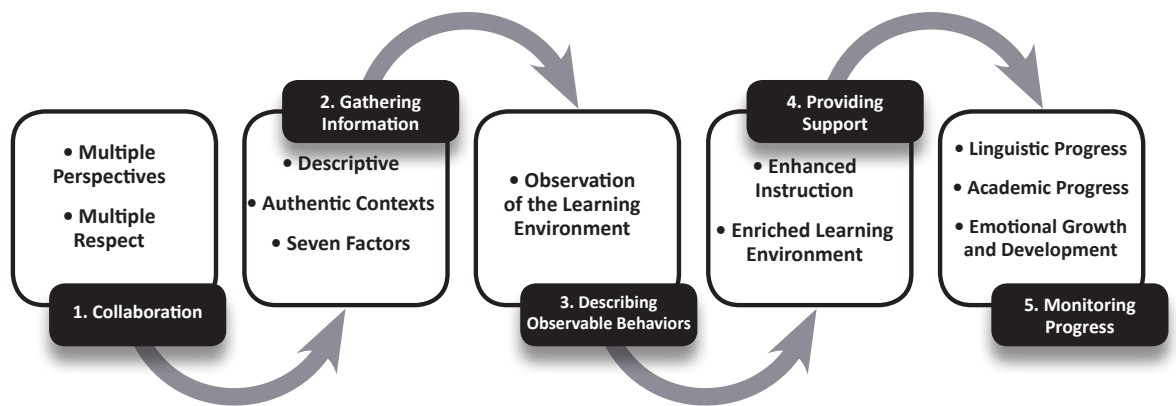 • Multiple
Perspectives
• Multiple
Respect
1. Collaboration
2. Gathering
Information
• Descriptive
• Authentic Contexts
• Seven Factors
• Observation
of the Learning
Environment
3. Describing
Observable Behaviors
4. Providing
Support
• Enhanced
Instruction
• Enriched Learning
Environment
• Linguistic Progress
• Academic Progress
• Emotional Growth
and Development
5. Monitoring
Progress